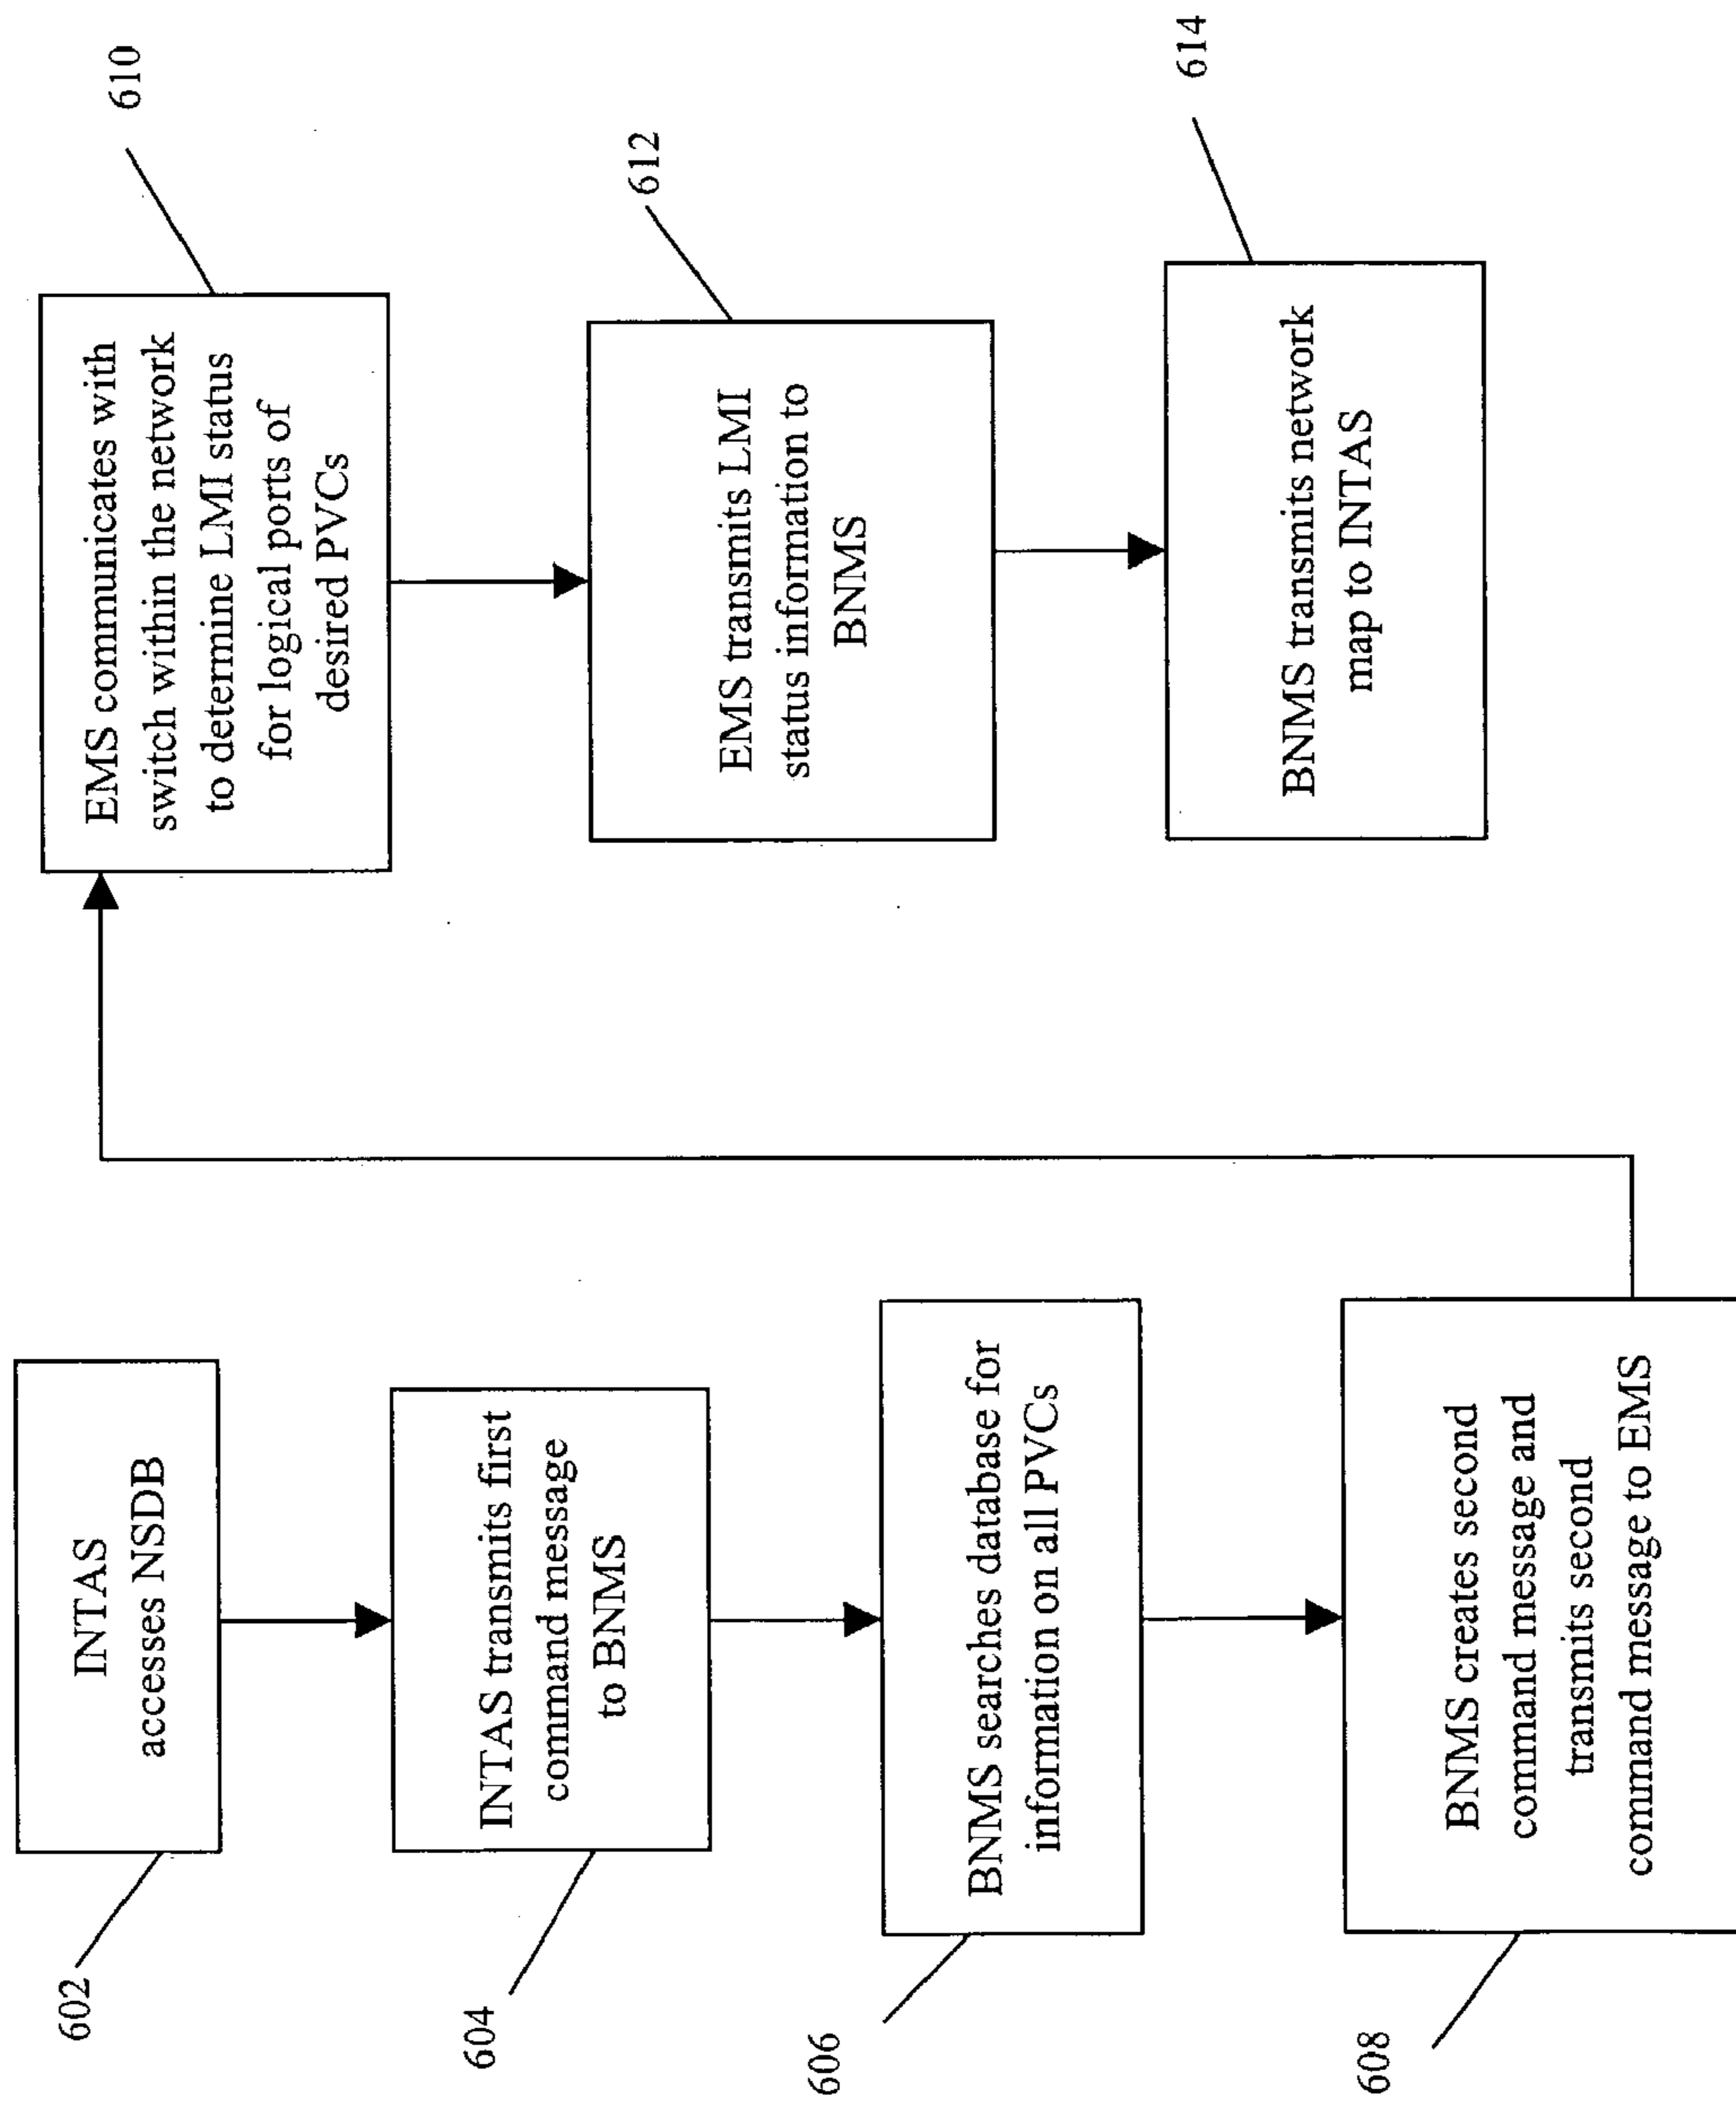 602
INTAS
accesses NSDB
604
INTAS transmits first
command message
to BNMS
606
BNMS searches database for
information on all PVCs
608
BNMS creates second
command message and
transmits second
command message to EMS
610
EMS communicates with
switch within the network
to determine LMI status
for logical ports of
desired PVCs
612
EMS transmits LMI
status information to
BNMS
614
BNMS transmits network
map to INTAS